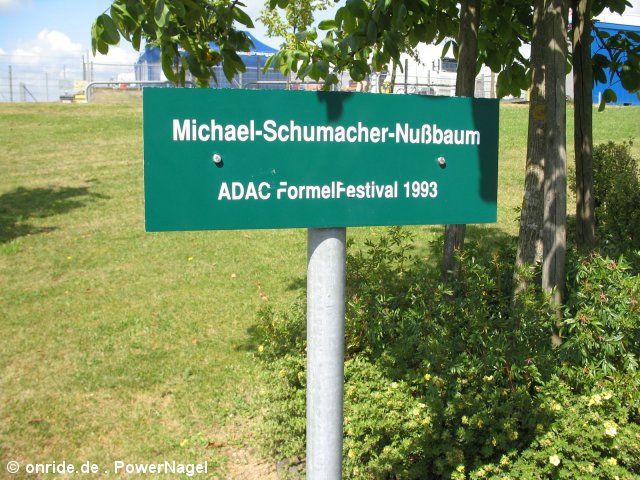 Michael-Schumacher-Nußbaum
ADAC FormelFestival 1993
© onride.de . PowerNagel